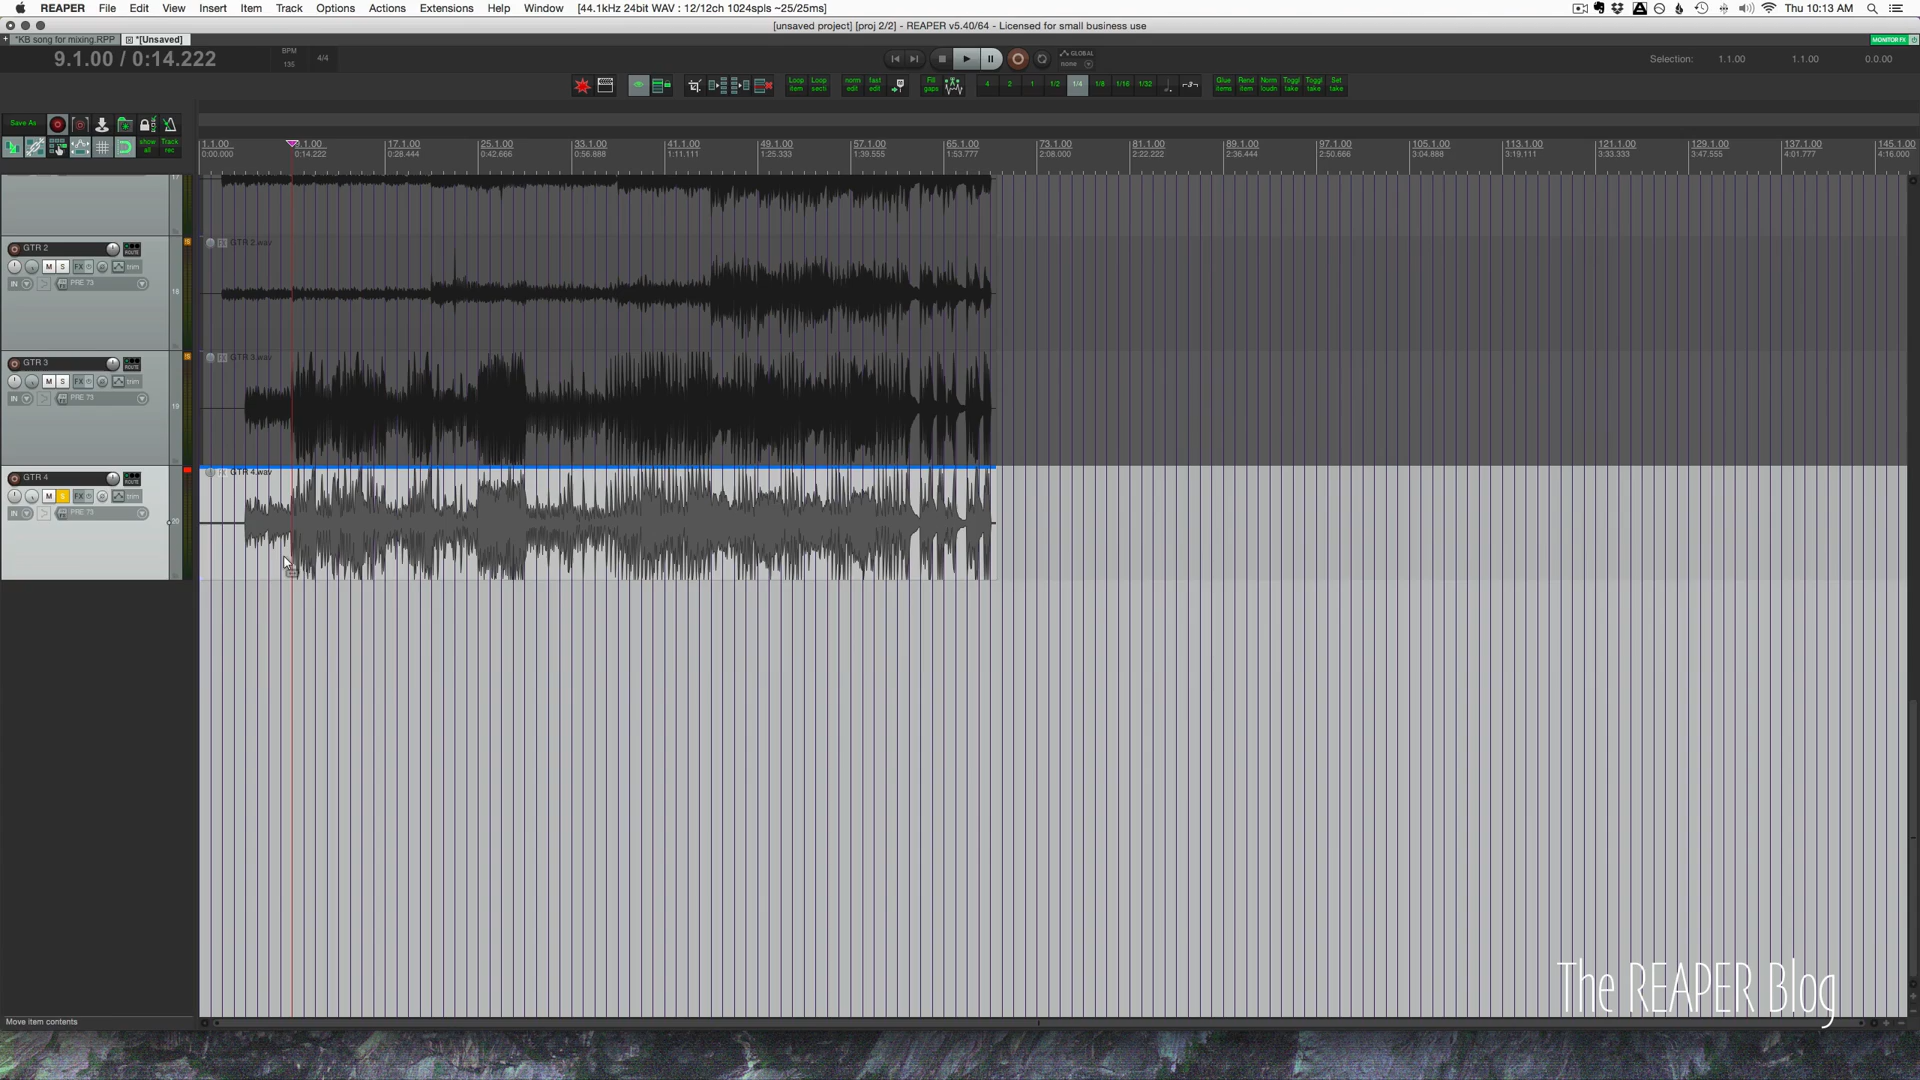 REAPER File Edit View Insert Item Track Options Actions Extensions Help Window [44.1kHz 24bit WAV : 12/12ch 1024spls ~25/25ms] Thu 10:13 AM
[unsaved project] [proj 2/2] - REAPER v5.40/64 - Licensed for small business use
+ *KB song for mixing.RPP *[Unsaved] MONITOR FX
9.1.00 / 0:14.222 BPM 135 4/4 GLOBAL none Selection: 1.1.00 1.1.00 0.0.00
Loop item Loop secti norm edit fast edit Fill gaps 4 2 1 1/2 1/4 1/8 1/16 1/32 Glue items Rend item Norm loudn Toggl take Toggl take Set take
Save As
show all Track rec
1.1.00 9.1.00 17.1.00 25.1.00 33.1.00 41.1.00 49.1.00 57.1.00 65.1.00 73.1.00 81.1.00 89.1.00 97.1.00 105.1.00 113.1.00 121.1.00 129.1.00 137.1.00 145.1.00
0:00.000 0:14.222 0:28.444 0:42.666 0:56.888 1:11.111 1:25.333 1:39.555 1:53.777 2:08.000 2:22.222 2:36.444 2:50.666 3:04.888 3:19.111 3:33.333 3:47.555 4:01.777 4:16.000
17
GTR 2 ROUTE GTR 2.wav
M S FX trim
IN PRE 73 18
GTR 3 ROUTE GTR 3.wav
M S FX trim
IN PRE 73 19
GTR 4 ROUTE GTR 4.wav
M S FX trim
IN PRE 73 20
The REAPER Blog
Move item contents